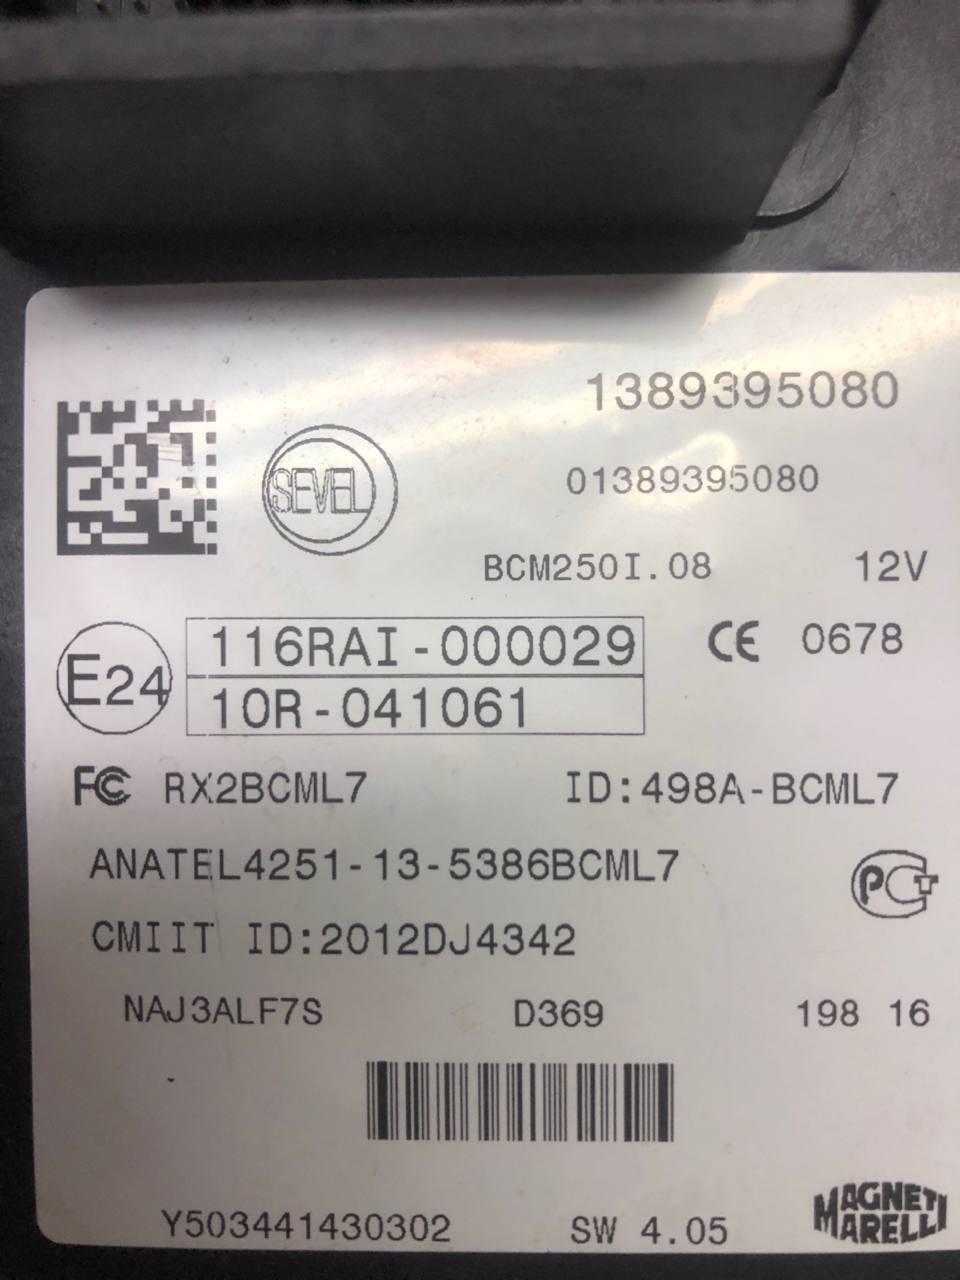 1389395080
SEVEL
01389395080
BCM250I.08 12V
E24 116RAI-000029 CE 0678
10R-041061
FC RX2BCML7 ID:498A-BCML7
ANATEL4251-13-5386BCML7 PCT
CMIIT ID:2012DJ4342
NAJ3ALF7S D369 198 16
Y503441430302 SW 4.05
MAGNETI
MARELLI